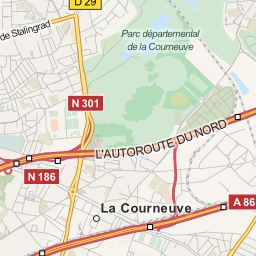 D 29
de Stalingrad
Parc départemental
de la Courneuve
N 301
L'AUTOROUTE DU NORD
N 186
La Courneuve
A 86